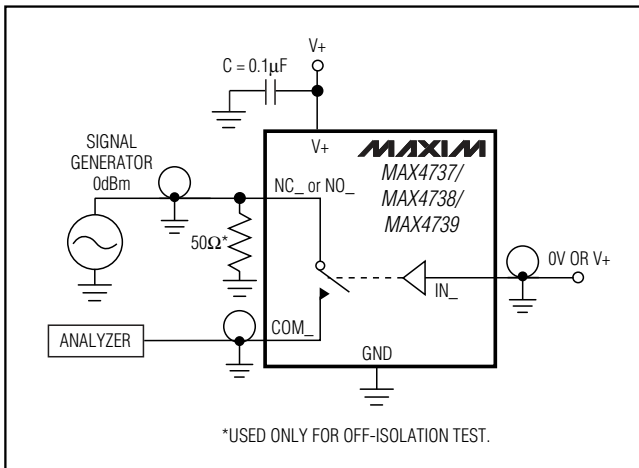 V+
C = 0.1µF
SIGNAL
GENERATOR
0dBm
V+
MAXIM
MAX4737/
MAX4738/
MAX4739
NC_ or NO_
50Ω*
0V OR V+
IN_
COM_
ANALYZER
GND
*USED ONLY FOR OFF-ISOLATION TEST.